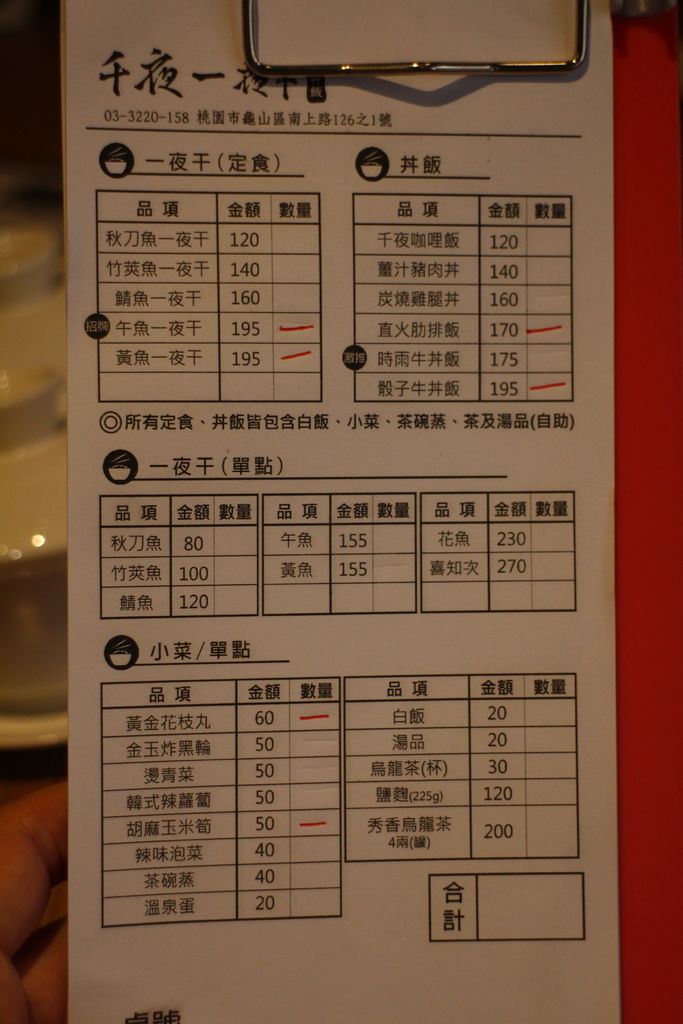 千夜一夜干
飯
03-3220-158 桃園市龜山區南上路126之1號
一夜干(定食)
品項 金額 數量
秋刀魚一夜干 120
竹莢魚一夜干 140
鯖魚一夜干 160
招牌 午魚一夜干 195
黃魚一夜干 195
丼飯
品項 金額 數量
千夜咖哩飯 120
薑汁豬肉丼 140
炭燒雞腿丼 160
直火肋排飯 170
激推 時雨牛丼飯 175
骰子牛丼飯 195
◎所有定食、丼飯皆包含白飯、小菜、茶碗蒸、茶及湯品(自助)
一夜干(單點)
品項 金額 數量
秋刀魚 80
竹莢魚 100
鯖魚 120
品項 金額 數量
午魚 155
黃魚 155
品項 金額 數量
花魚 230
喜知次 270
小菜/單點
品項 金額 數量
黃金花枝丸 60
金玉炸黑輪 50
燙青菜 50
韓式辣蘿蔔 50
胡麻玉米筍 50
辣味泡菜 40
茶碗蒸 40
溫泉蛋 20
品項 金額 數量
白飯 20
湯品 20
烏龍茶(杯) 30
鹽麴(225g) 120
秀香烏龍茶 200
4兩(罐)
合計
桌號